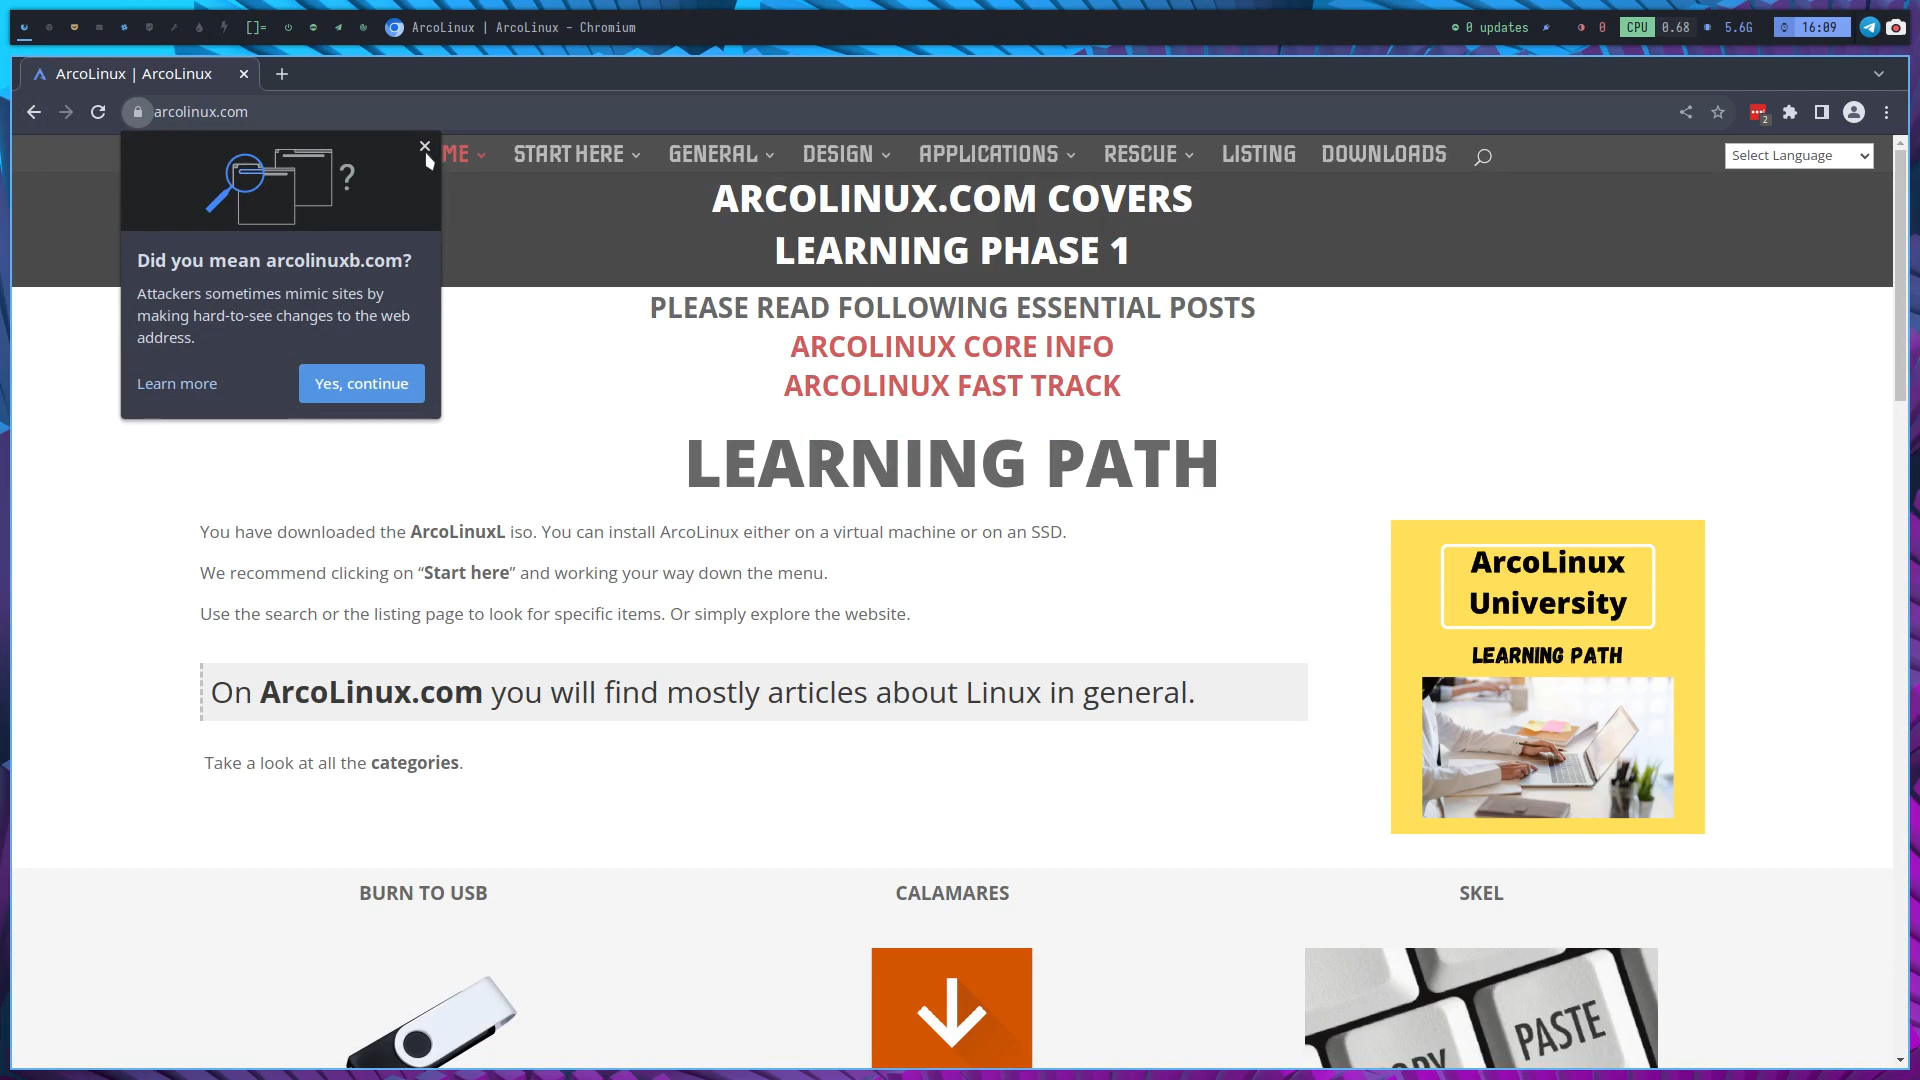 []=
ArcoLinux | ArcoLinux – Chromium
0 updates
0
CPU 0.68
5.6G
16:09
ArcoLinux | ArcoLinux
arcolinux.com
2
ME
START HERE
GENERAL
DESIGN
APPLICATIONS
RESCUE
LISTING
DOWNLOADS
Select Language
ARCOLINUX.COM COVERS
LEARNING PHASE 1
?
Did you mean arcolinuxb.com?
Attackers sometimes mimic sites by
making hard-to-see changes to the web
address.
Learn more
Yes, continue
PLEASE READ FOLLOWING ESSENTIAL POSTS
ARCOLINUX CORE INFO
ARCOLINUX FAST TRACK
LEARNING PATH
You have downloaded the ArcoLinuxL iso. You can install ArcoLinux either on a virtual machine or on an SSD.
We recommend clicking on “Start here” and working your way down the menu.
Use the search or the listing page to look for specific items. Or simply explore the website.
On ArcoLinux.com you will find mostly articles about Linux in general.
Take a look at all the categories.
ArcoLinux
University
LEARNING PATH
BURN TO USB
CALAMARES
SKEL
PASTE
COPY